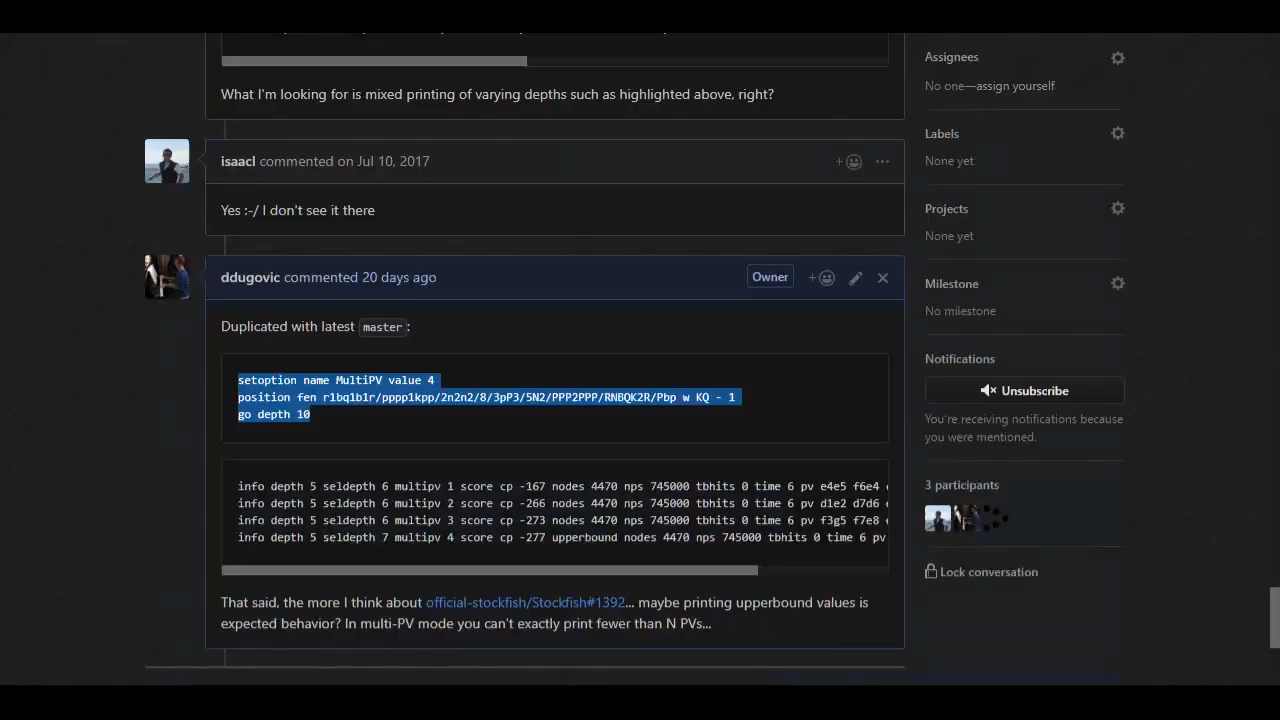 What I'm looking for is mixed printing of varying depths such as highlighted above, right?
isaacl commented on Jul 10, 2017
Yes :-/ I don't see it there
ddugovic commented 20 days ago
Owner
Duplicated with latest master:
setoption name MultiPV value 4
position fen r1bq1b1r/pppp1kpp/2n2n2/8/3pP3/5N2/PPP2PPP/RNBQK2R/Pbp w KQ - 1
go depth 10
info depth 5 seldepth 6 multipv 1 score cp -167 nodes 4470 nps 745000 tbhits 0 time 6 pv e4e5 f6e4
info depth 5 seldepth 6 multipv 2 score cp -266 nodes 4470 nps 745000 tbhits 0 time 6 pv d1e2 d7d6
info depth 5 seldepth 6 multipv 3 score cp -273 nodes 4470 nps 745000 tbhits 0 time 6 pv f3g5 f7e8
info depth 5 seldepth 7 multipv 4 score cp -277 upperbound nodes 4470 nps 745000 tbhits 0 time 6 pv
That said, the more I think about official-stockfish/Stockfish#1392... maybe printing upperbound values is
expected behavior? In multi-PV mode you can't exactly print fewer than N PVs...
Assignees
No one—assign yourself
Labels
None yet
Projects
None yet
Milestone
No milestone
Notifications
Unsubscribe
You're receiving notifications because
you were mentioned.
3 participants
Lock conversation